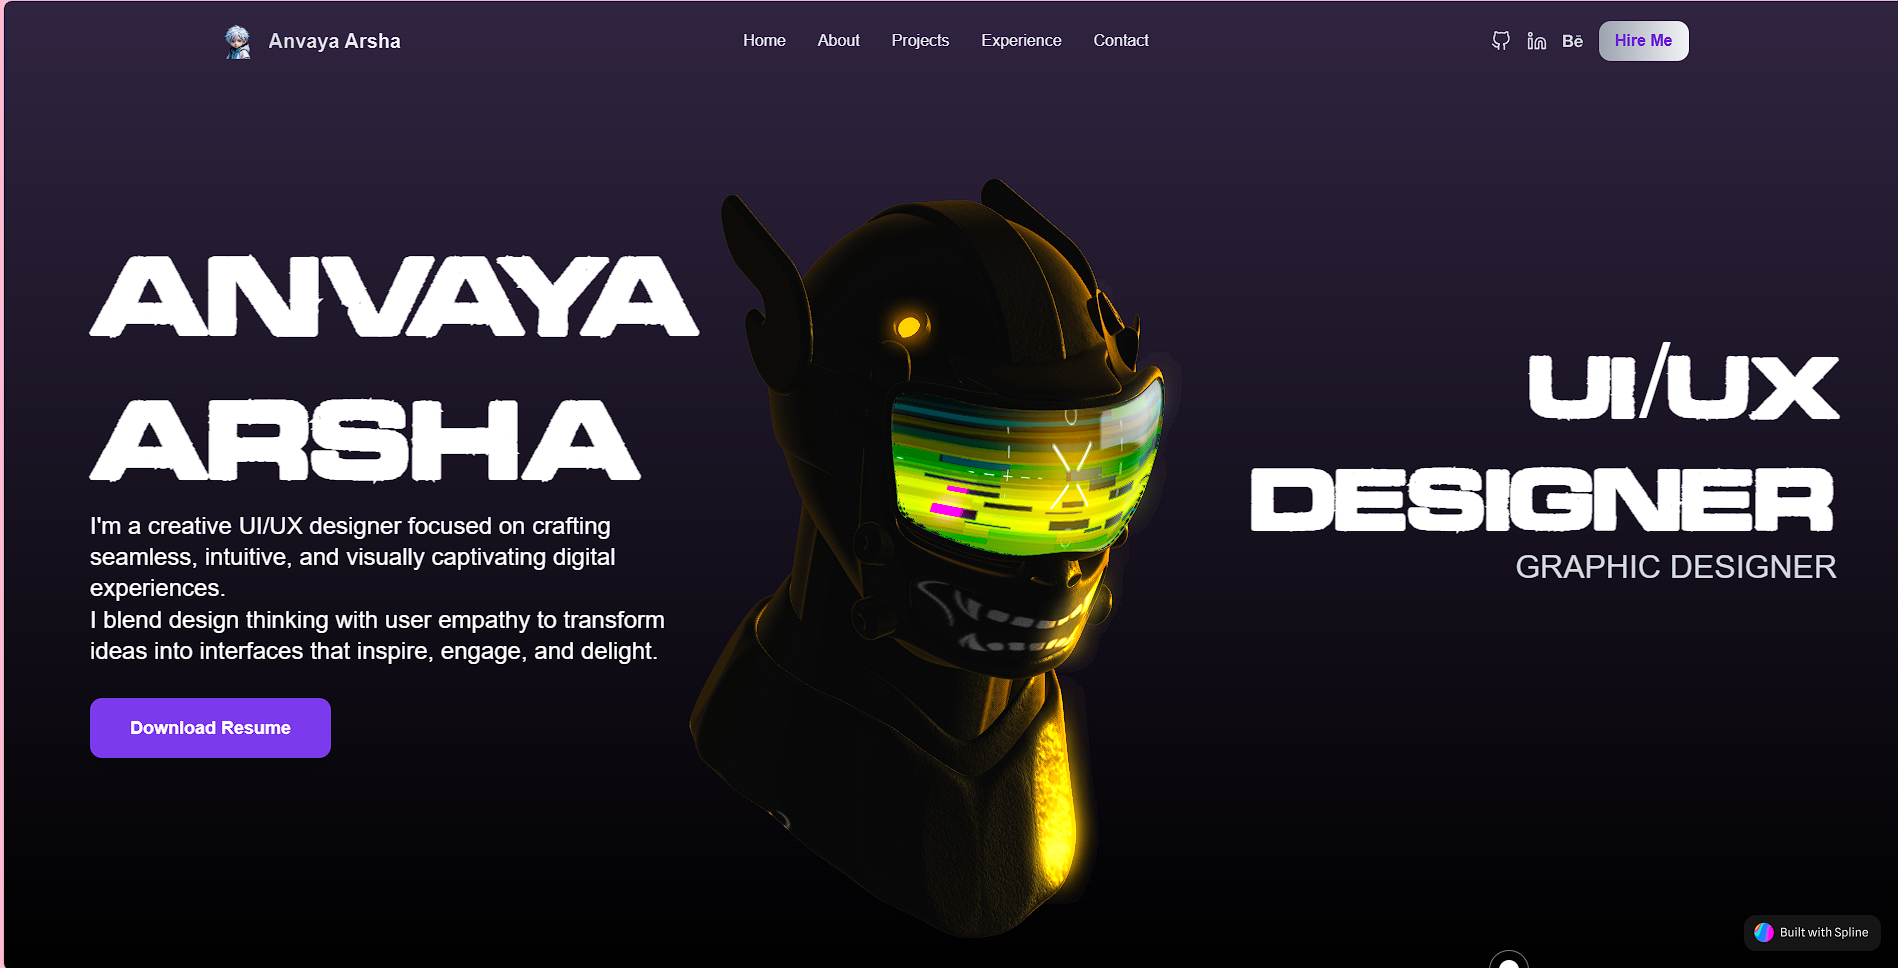 Anvaya Arsha
Home About Projects Experience Contact
Bē Hire Me
ANVAYA
ARSHA
I'm a creative UI/UX designer focused on crafting
seamless, intuitive, and visually captivating digital
experiences.
I blend design thinking with user empathy to transform
ideas into interfaces that inspire, engage, and delight.
Download Resume
UI/UX
DESIGNER
GRAPHIC DESIGNER
Built with Spline